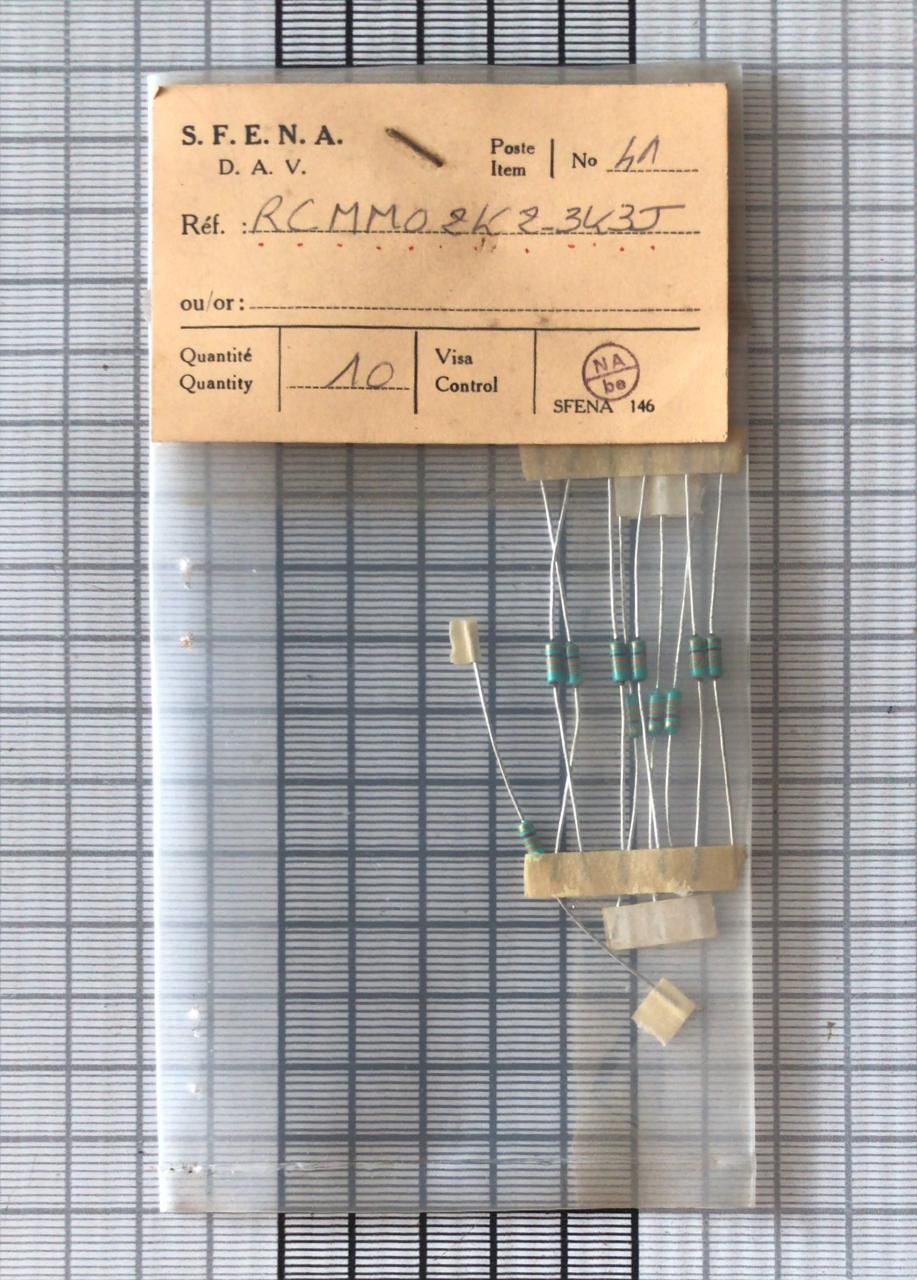 S. F. E. N. A.
D. A. V.
Poste
Item
No 41
Réf. : RCMM02K2-3K3J
ou/or :
Quantité
Quantity
10
Visa
Control
NA
be
SFENA 146